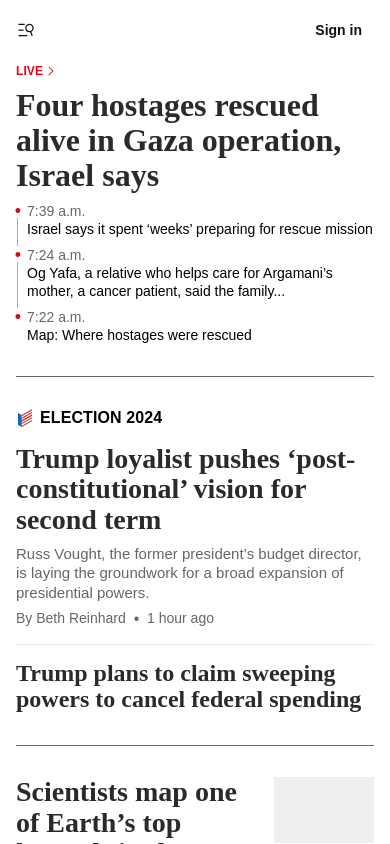 Sign in
LIVE
Four hostages rescued
alive in Gaza operation,
Israel says
7:39 a.m.
Israel says it spent ‘weeks’ preparing for rescue mission
7:24 a.m.
Og Yafa, a relative who helps care for Argamani’s
mother, a cancer patient, said the family...
7:22 a.m.
Map: Where hostages were rescued
ELECTION 2024
Trump loyalist pushes ‘post-
constitutional’ vision for
second term
Russ Vought, the former president’s budget director,
is laying the groundwork for a broad expansion of
presidential powers.
By Beth Reinhard • 1 hour ago
Trump plans to claim sweeping
powers to cancel federal spending
Scientists map one
of Earth’s top